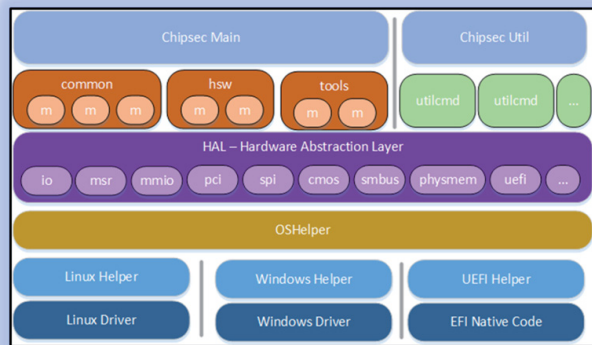 Chipsec Main
Chipsec Util
common
hsw
tools
m m m
m m
m m
utilcmd
utilcmd
...
HAL – Hardware Abstraction Layer
io
msr
mmio
pci
spi
cmos
smbus
physmem
uefi
...
OSHelper
Linux Helper
Windows Helper
UEFI Helper
Linux Driver
Windows Driver
EFI Native Code